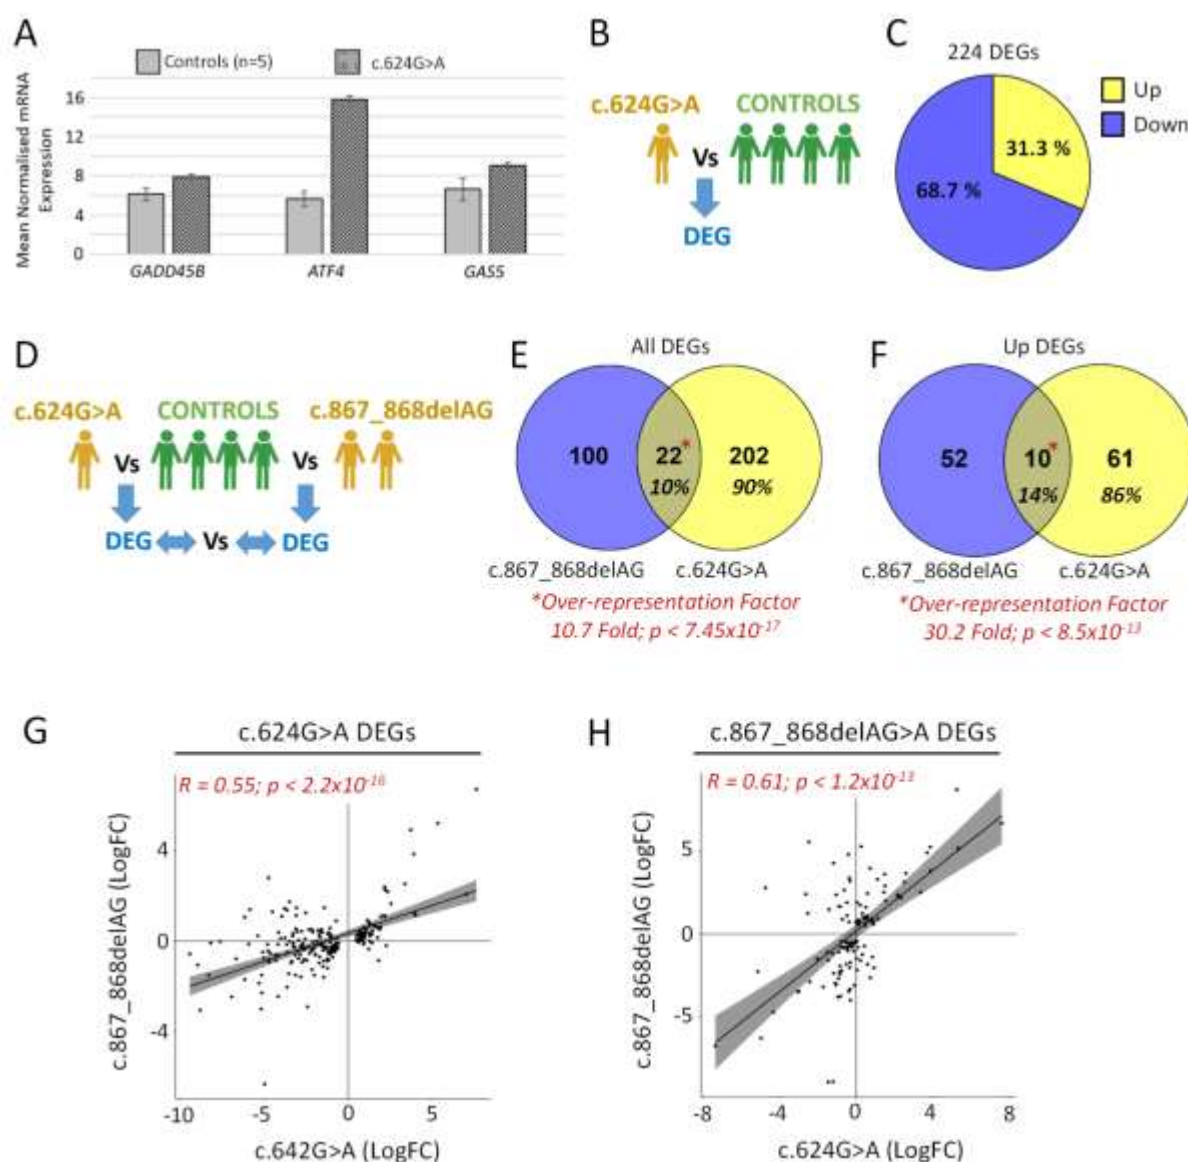 A
Controls (n=5)
c.624G>A
Mean Normalised mRNA
Expression
16
12
8
4
0
GADD45B
ATF4
GAS5
B
c.624G>A
CONTROLS
Vs
DEG
C
224 DEGs
Up
Down
31.3 %
68.7 %
D
c.624G>A
CONTROLS
c.867_868delAG
Vs
Vs
DEG
Vs
DEG
E
All DEGs
100
22*
202
10%
90%
c.867_868delAG
c.624G>A
*Over-representation Factor
10.7 Fold; p < 7.45x10-17
F
Up DEGs
52
10*
61
14%
86%
c.867_868delAG
c.624G>A
*Over-representation Factor
30.2 Fold; p < 8.5x10-13
G
c.624G>A DEGs
R = 0.55; p < 2.2x10-16
c.867_868delAG (LogFC)
4
0
-4
-10
-5
0
5
c.642G>A (LogFC)
H
c.867_868delAG>A DEGs
R = 0.61; p < 1.2x10-13
c.867_868delAG (LogFC)
5
0
-5
-8
-4
0
4
8
c.624G>A (LogFC)